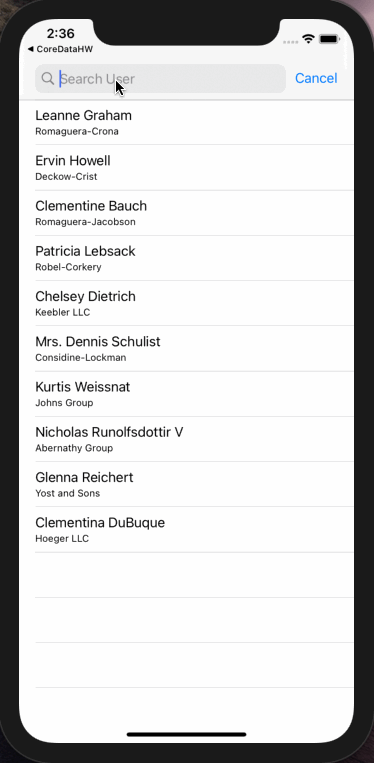 2:36
CoreDataHW
Search User
Cancel
Leanne Graham
Romaguera-Crona
Ervin Howell
Deckow-Crist
Clementine Bauch
Romaguera-Jacobson
Patricia Lebsack
Robel-Corkery
Chelsey Dietrich
Keebler LLC
Mrs. Dennis Schulist
Considine-Lockman
Kurtis Weissnat
Johns Group
Nicholas Runolfsdottir V
Abernathy Group
Glenna Reichert
Yost and Sons
Clementina DuBuque
Hoeger LLC